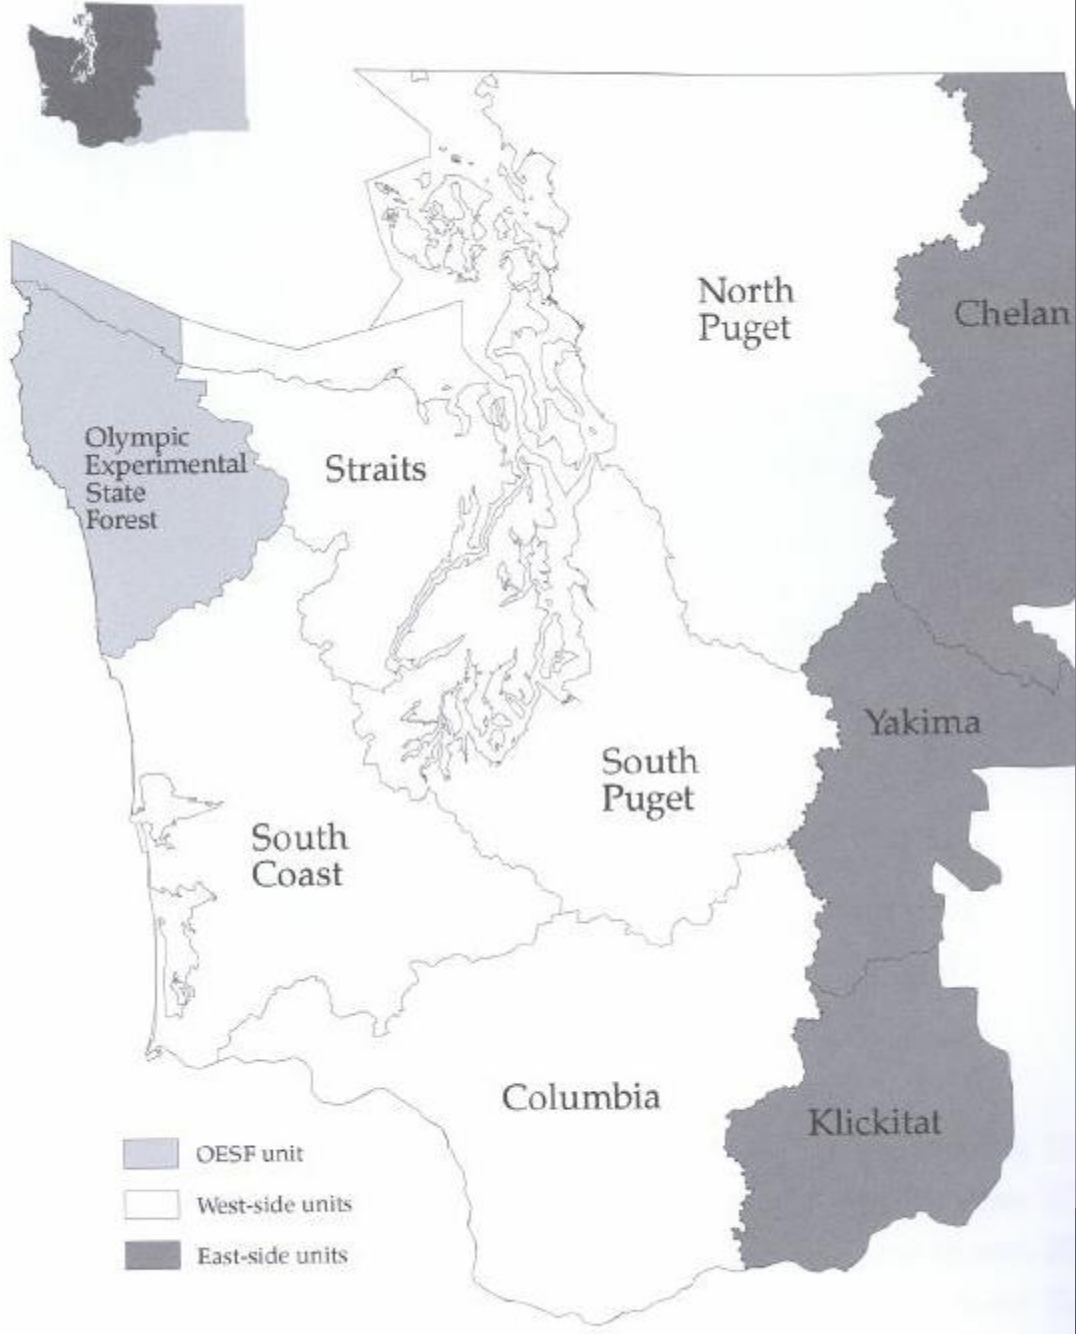 North
Puget
Chelan
Olympic
Experimental
State
Forest
Straits
Yakima
South
Puget
South
Coast
Columbia
Klickitat
OESF unit
West-side units
East-side units